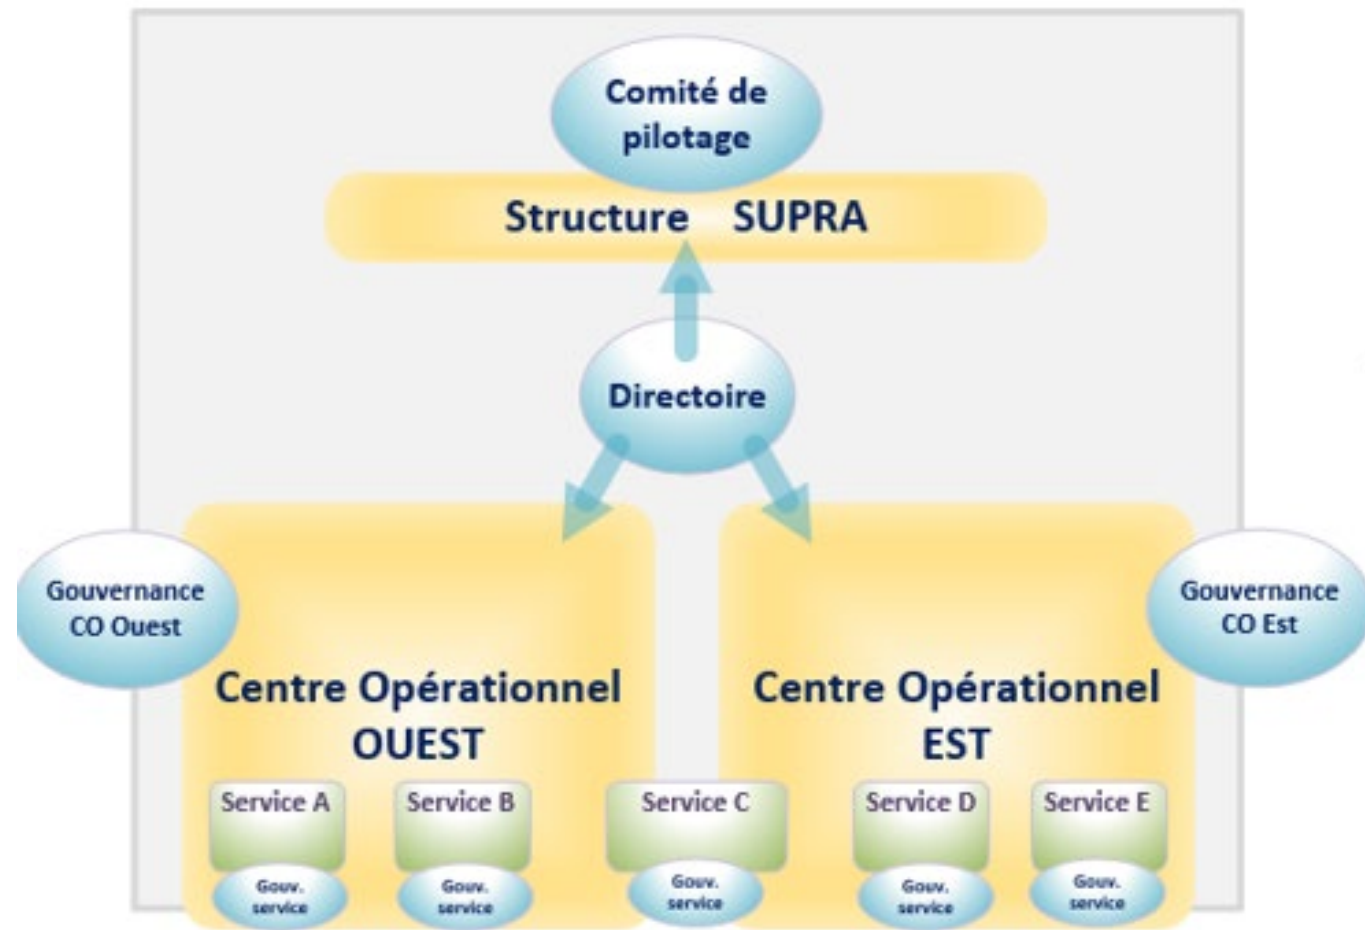 Comité de
pilotage
Structure SUPRA
Directoire
Gouvernance
CO Ouest
Gouvernance
CO Est
Centre Opérationnel
OUEST
Centre Opérationnel
EST
Service A
Service B
Service C
Service D
Service E
Gouv.
service
Gouv.
service
Gouv.
service
Gouv.
service
Gouv.
service